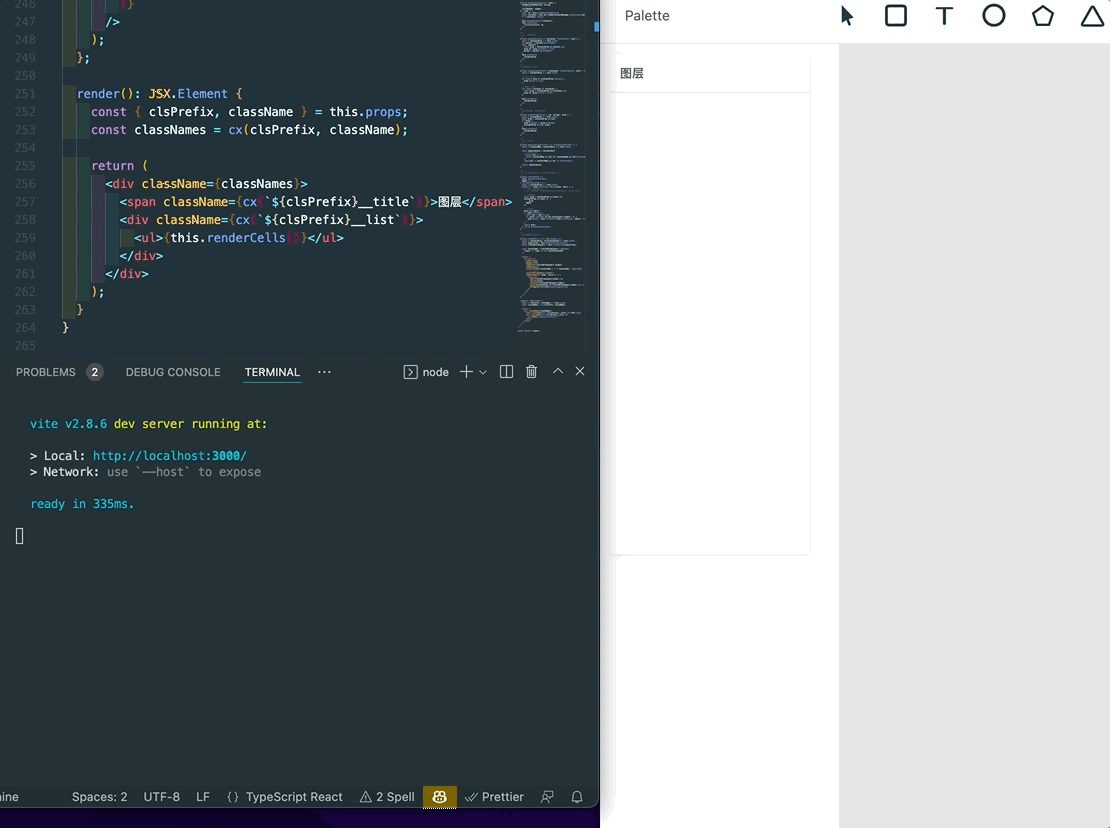 246 }
247 />
248 );
249 };
250
251 render(): JSX.Element {
252 const { clsPrefix, className } = this.props;
253 const classNames = cx(clsPrefix, className);
254
255 return (
256 <div className={classNames}>
257 <span className={cx(`${clsPrefix}__title`)}>图层</span>
258 <div className={cx(`${clsPrefix}__list`)}>
259 <ul>{this.renderCells()}</ul>
260 </div>
261 </div>
262 );
263 }
264 }
265
PROBLEMS 2 DEBUG CONSOLE TERMINAL ··· node
vite v2.8.6 dev server running at:
> Local: http://localhost:3000/
> Network: use `--host` to expose
ready in 335ms.
Spaces: 2 UTF-8 LF {} TypeScript React 2 Spell Prettier
Palette
图层